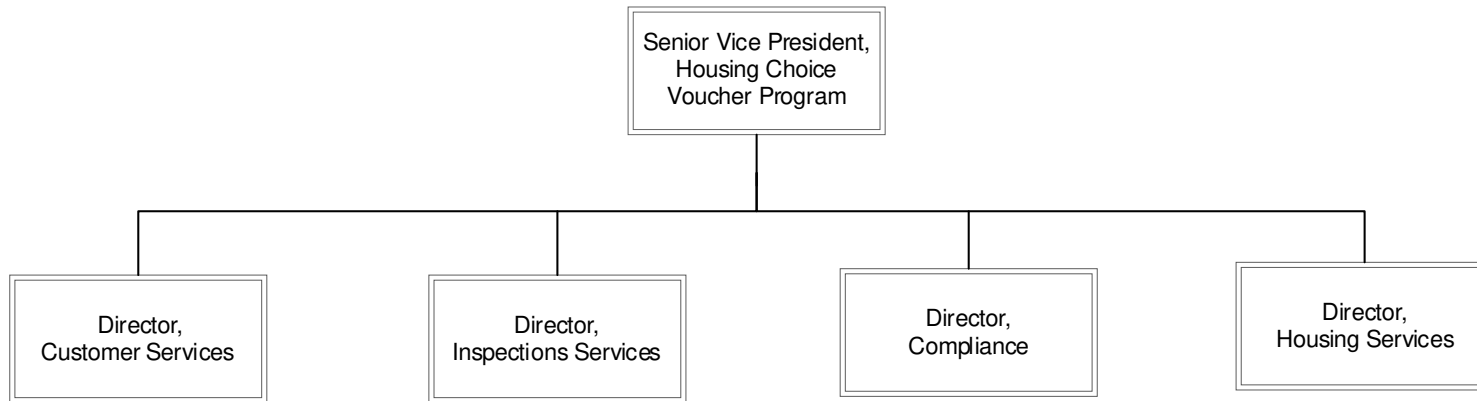 Senior Vice President,
Housing Choice
Voucher Program
Director,
Customer Services
Director,
Inspections Services
Director,
Compliance
Director,
Housing Services